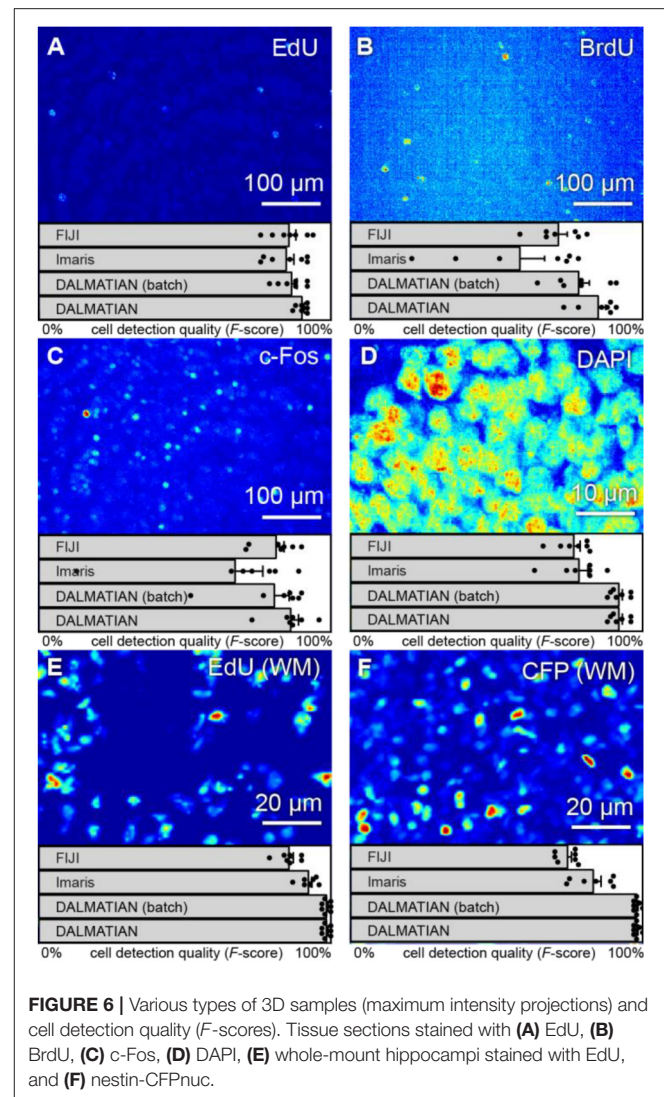 A EdU
100 µm
FIJI
Imaris
DALMATIAN (batch)
DALMATIAN
0% cell detection quality (F-score) 100%
B BrdU
100 µm
FIJI
Imaris
DALMATIAN (batch)
DALMATIAN
0% cell detection quality (F-score) 100%
C c-Fos
100 µm
FIJI
Imaris
DALMATIAN (batch)
DALMATIAN
0% cell detection quality (F-score) 100%
D DAPI
10 µm
FIJI
Imaris
DALMATIAN (batch)
DALMATIAN
0% cell detection quality (F-score) 100%
E EdU (WM)
20 µm
FIJI
Imaris
DALMATIAN (batch)
DALMATIAN
0% cell detection quality (F-score) 100%
F CFP (WM)
20 µm
FIJI
Imaris
DALMATIAN (batch)
DALMATIAN
0% cell detection quality (F-score) 100%
FIGURE 6 | Various types of 3D samples (maximum intensity projections) and
cell detection quality (F-scores). Tissue sections stained with (A) EdU, (B)
BrdU, (C) c-Fos, (D) DAPI, (E) whole-mount hippocampi stained with EdU,
and (F) nestin-CFPnuc.